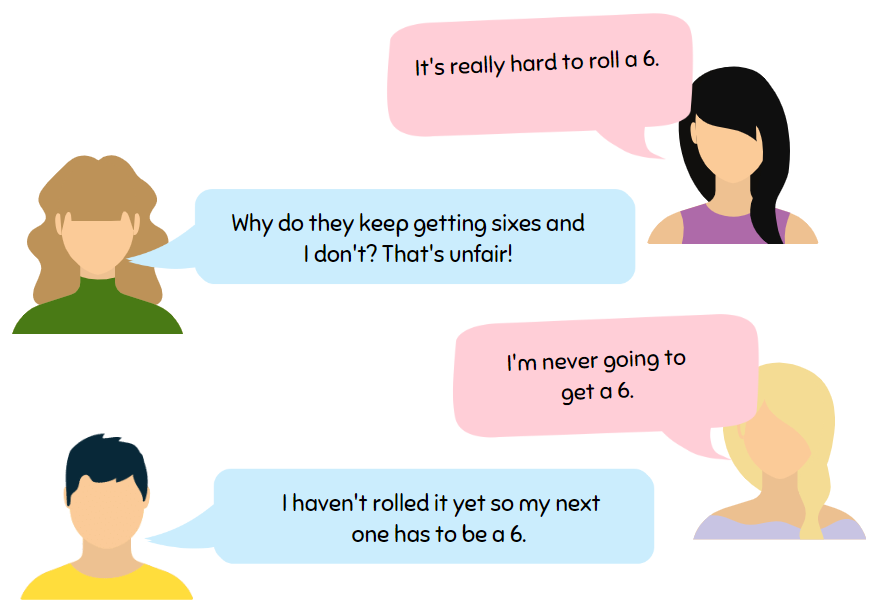 It's really hard to roll a 6.
Why do they keep getting sixes and
I don't? That's unfair!
I'm never going to
get a 6.
I haven't rolled it yet so my next
one has to be a 6.